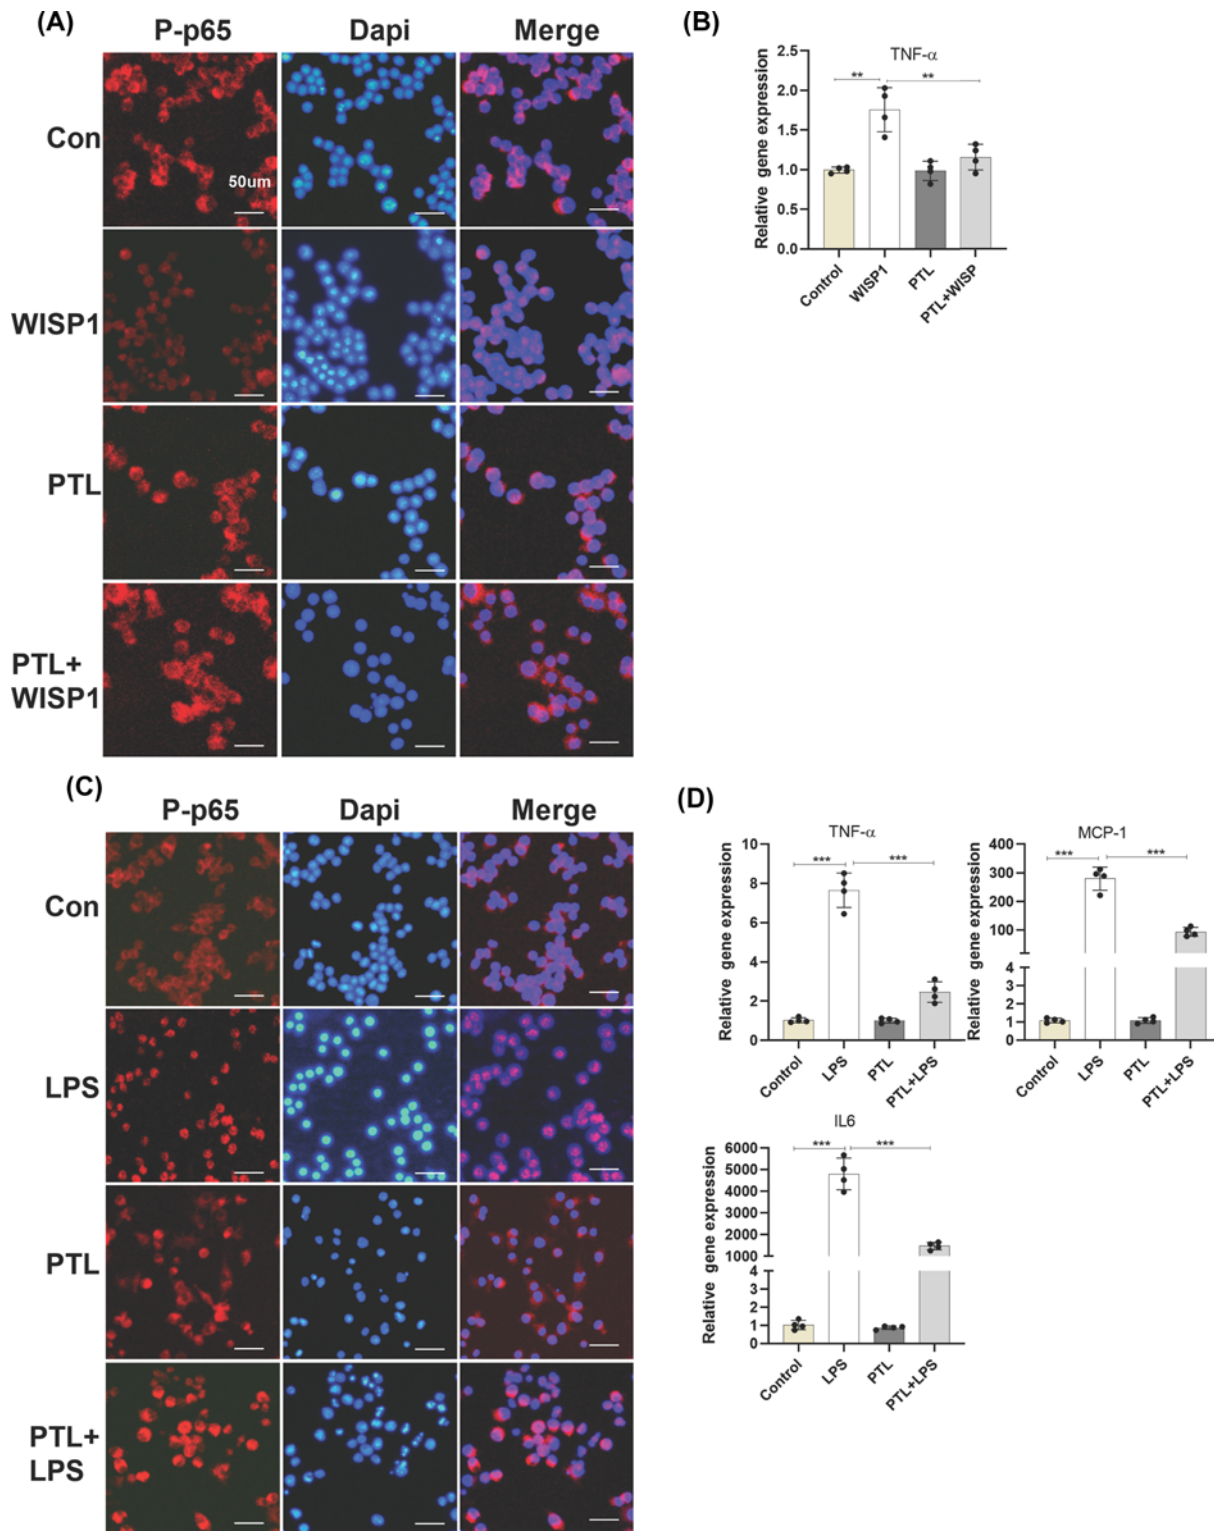 (A)
P-p65 Dapi Merge
Con
50um
WISP1
PTL
PTL+
WISP1
(B)
TNF-α
Relative gene expression
2.5
2.0
1.5
1.0
0.5
0.0
** **
Control WISP1 PTL PTL+WISP
(C)
P-p65 Dapi Merge
Con
LPS
PTL
PTL+
LPS
(D)
TNF-α
Relative gene expression
10
8
6
4
2
0
*** ***
Control LPS PTL PTL+LPS
MCP-1
Relative gene expression
400
300
200
100
4
3
2
1
0
*** ***
Control LPS PTL PTL+LPS
IL6
Relative gene expression
6000
5000
4000
3000
2000
1000
4
3
2
1
0
*** ***
Control LPS PTL PTL+LPS